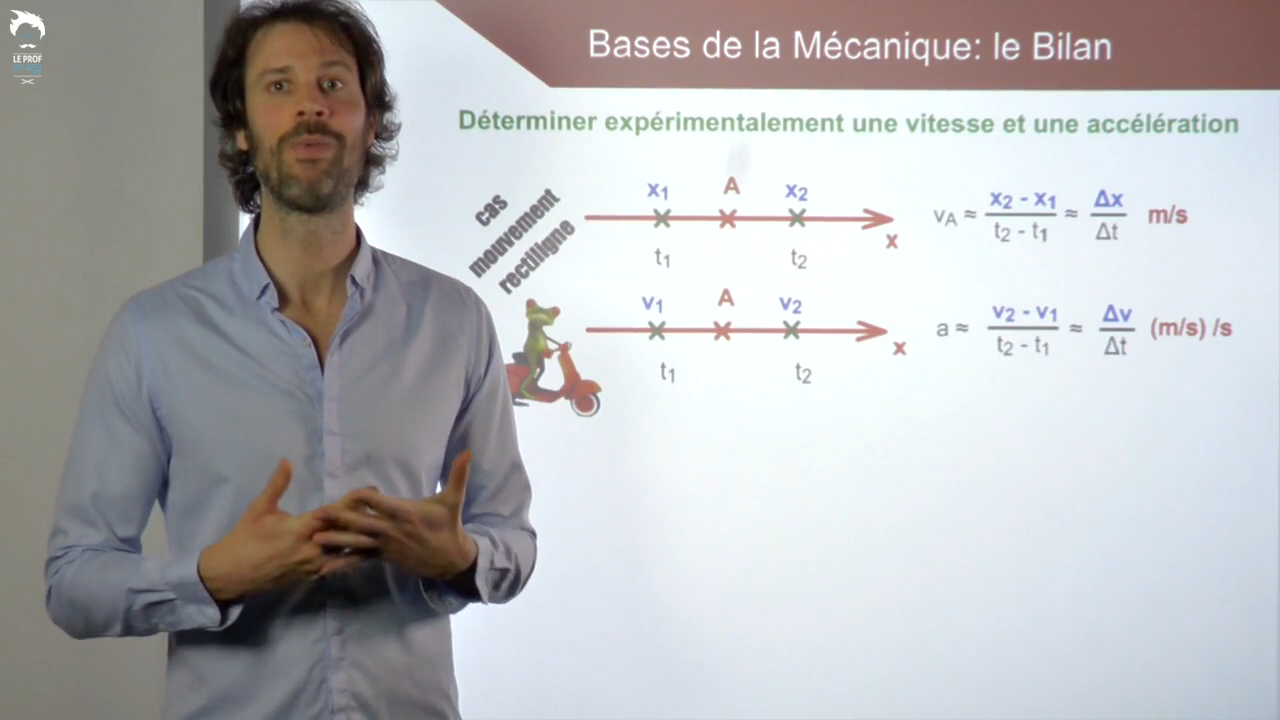 LE PROF
Bases de la Mécanique: le Bilan
Déterminer expérimentalement une vitesse et une accélération
cas
mouvement
rectiligne
x₁ A x₂
x
t₁ t₂
v_A ≈ (x₂ - x₁)/(t₂ - t₁) ≈ Δx/Δt m/s
v₁ A v₂
x
t₁ t₂
a ≈ (v₂ - v₁)/(t₂ - t₁) ≈ Δv/Δt (m/s) /s